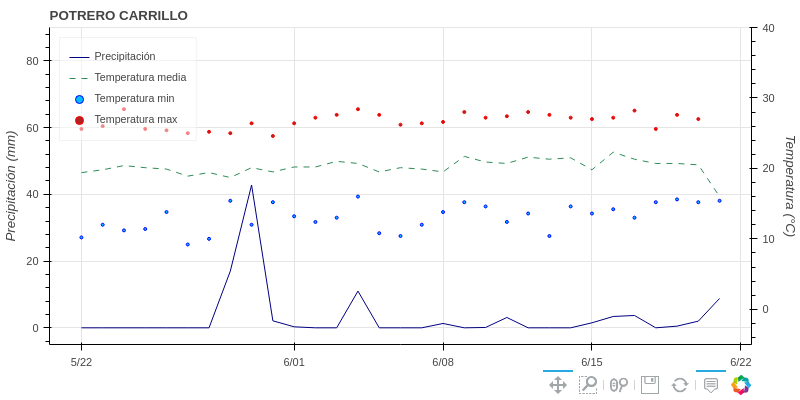 POTRERO CARRILLO
Precipitación
Temperatura media
Temperatura min
Temperatura max
Precipitación (mm)
80
60
40
20
0
Temperatura (°C)
40
30
20
10
0
5/22
6/01
6/08
6/15
6/22